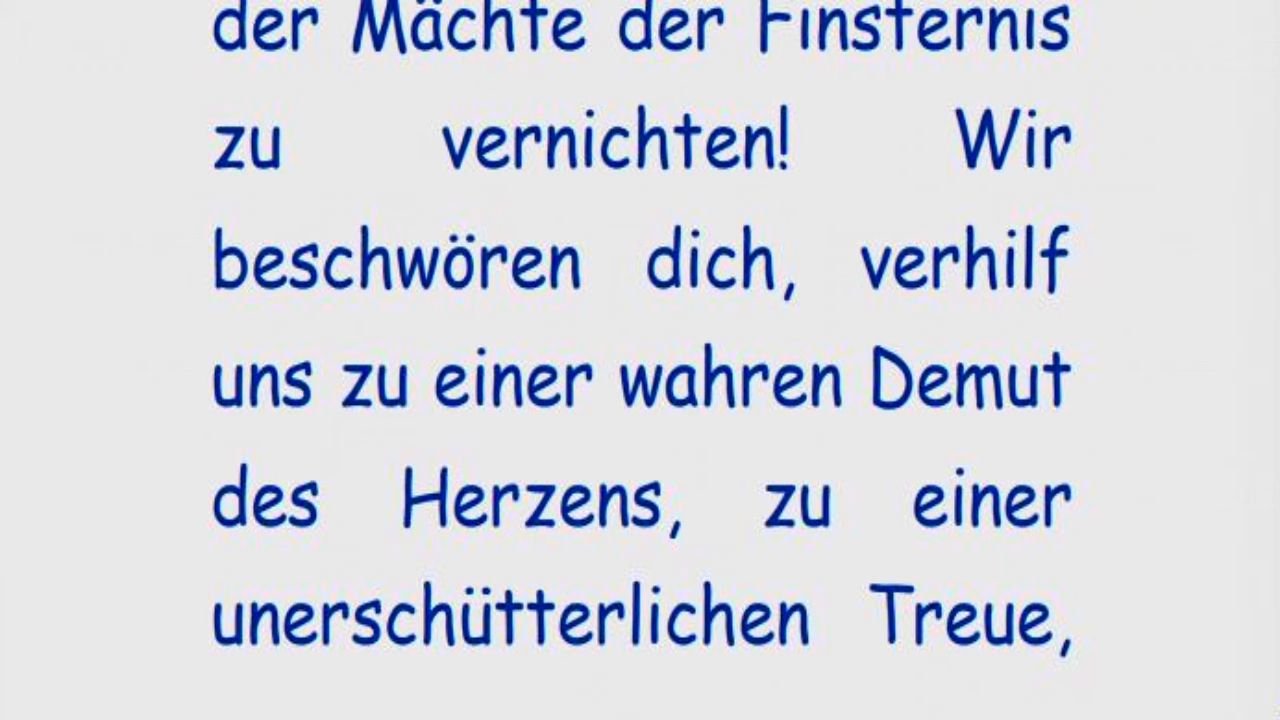 der Mächte der Finsternis
zu vernichten! Wir
beschwören dich, verhilf
uns zu einer wahren Demut
des Herzens, zu einer
unerschütterlichen Treue,